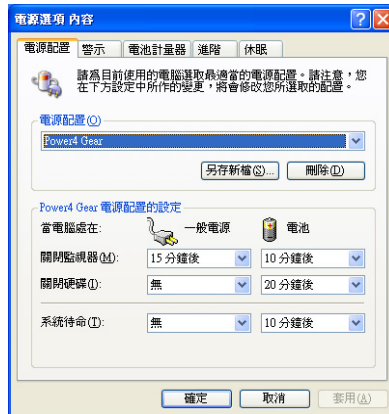 電源選項 內容
電源配置 警示 電池計量器 進階 休眠
請為目前使用的電腦選取最適當的電源配置。請注意，您
在下方設定中所作的變更，將會修改您所選取的配置。
電源配置(O)
Power4 Gear
另存新檔(S)... 刪除(D)
Power4 Gear 電源配置的設定
當電腦處在: 一般電源 電池
關閉監視器(M): 15 分鐘後 10 分鐘後
關閉硬碟(I): 無 20 分鐘後
系統待命(T): 無 10 分鐘後
確定 取消 套用(A)